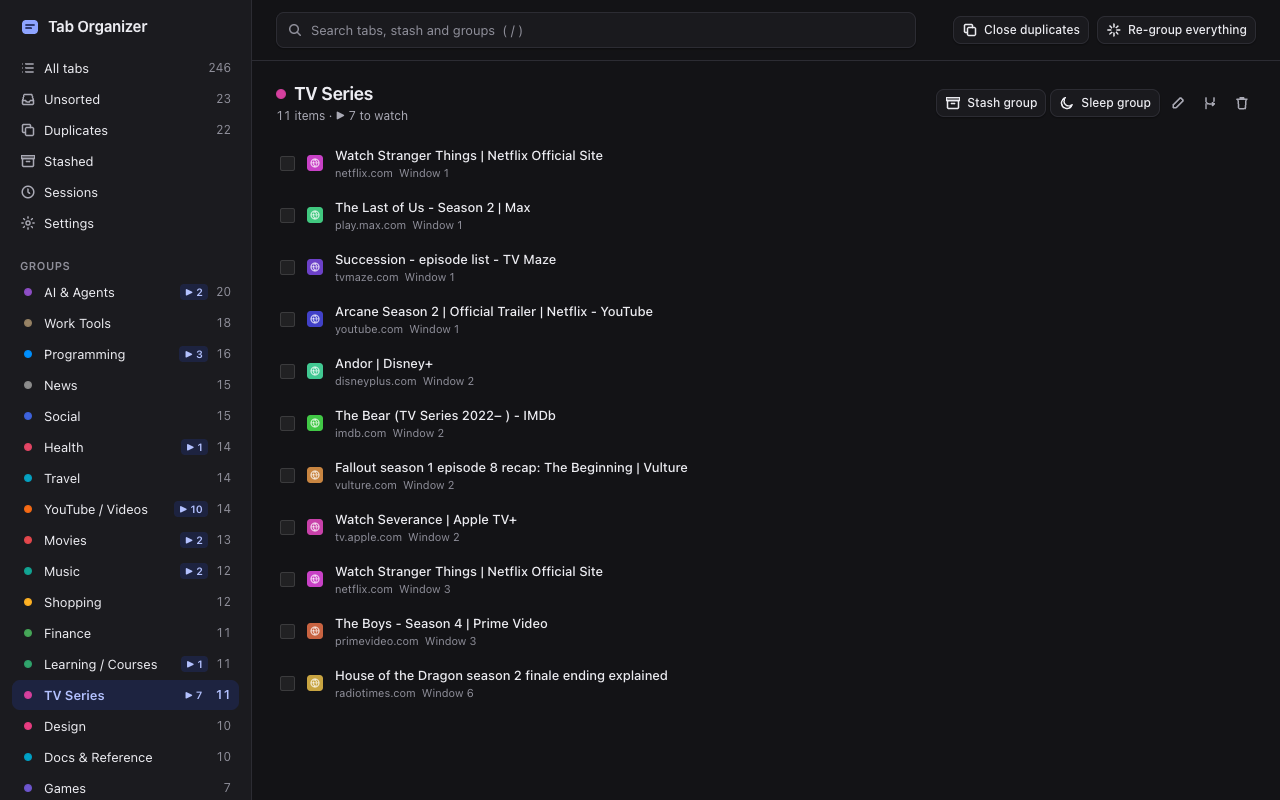 Tab Organizer
All tabs 246
Unsorted 23
Duplicates 22
Stashed
Sessions
Settings
GROUPS
AI & Agents ▶ 2 20
Work Tools 18
Programming ▶ 3 16
News 15
Social 15
Health ▶ 1 14
Travel 14
YouTube / Videos ▶ 10 14
Movies ▶ 2 13
Music ▶ 2 12
Shopping 12
Finance 11
Learning / Courses ▶ 1 11
TV Series ▶ 7 11
Design 10
Docs & Reference 10
Games 7
Search tabs, stash and groups ( / )
Close duplicates
Re-group everything
TV Series
11 items · ▶ 7 to watch
Stash group
Sleep group
Watch Stranger Things | Netflix Official Site
netflix.com Window 1
The Last of Us - Season 2 | Max
play.max.com Window 1
Succession - episode list - TV Maze
tvmaze.com Window 1
Arcane Season 2 | Official Trailer | Netflix - YouTube
youtube.com Window 1
Andor | Disney+
disneyplus.com Window 2
The Bear (TV Series 2022– ) - IMDb
imdb.com Window 2
Fallout season 1 episode 8 recap: The Beginning | Vulture
vulture.com Window 2
Watch Severance | Apple TV+
tv.apple.com Window 2
Watch Stranger Things | Netflix Official Site
netflix.com Window 3
The Boys - Season 4 | Prime Video
primevideo.com Window 3
House of the Dragon season 2 finale ending explained
radiotimes.com Window 6